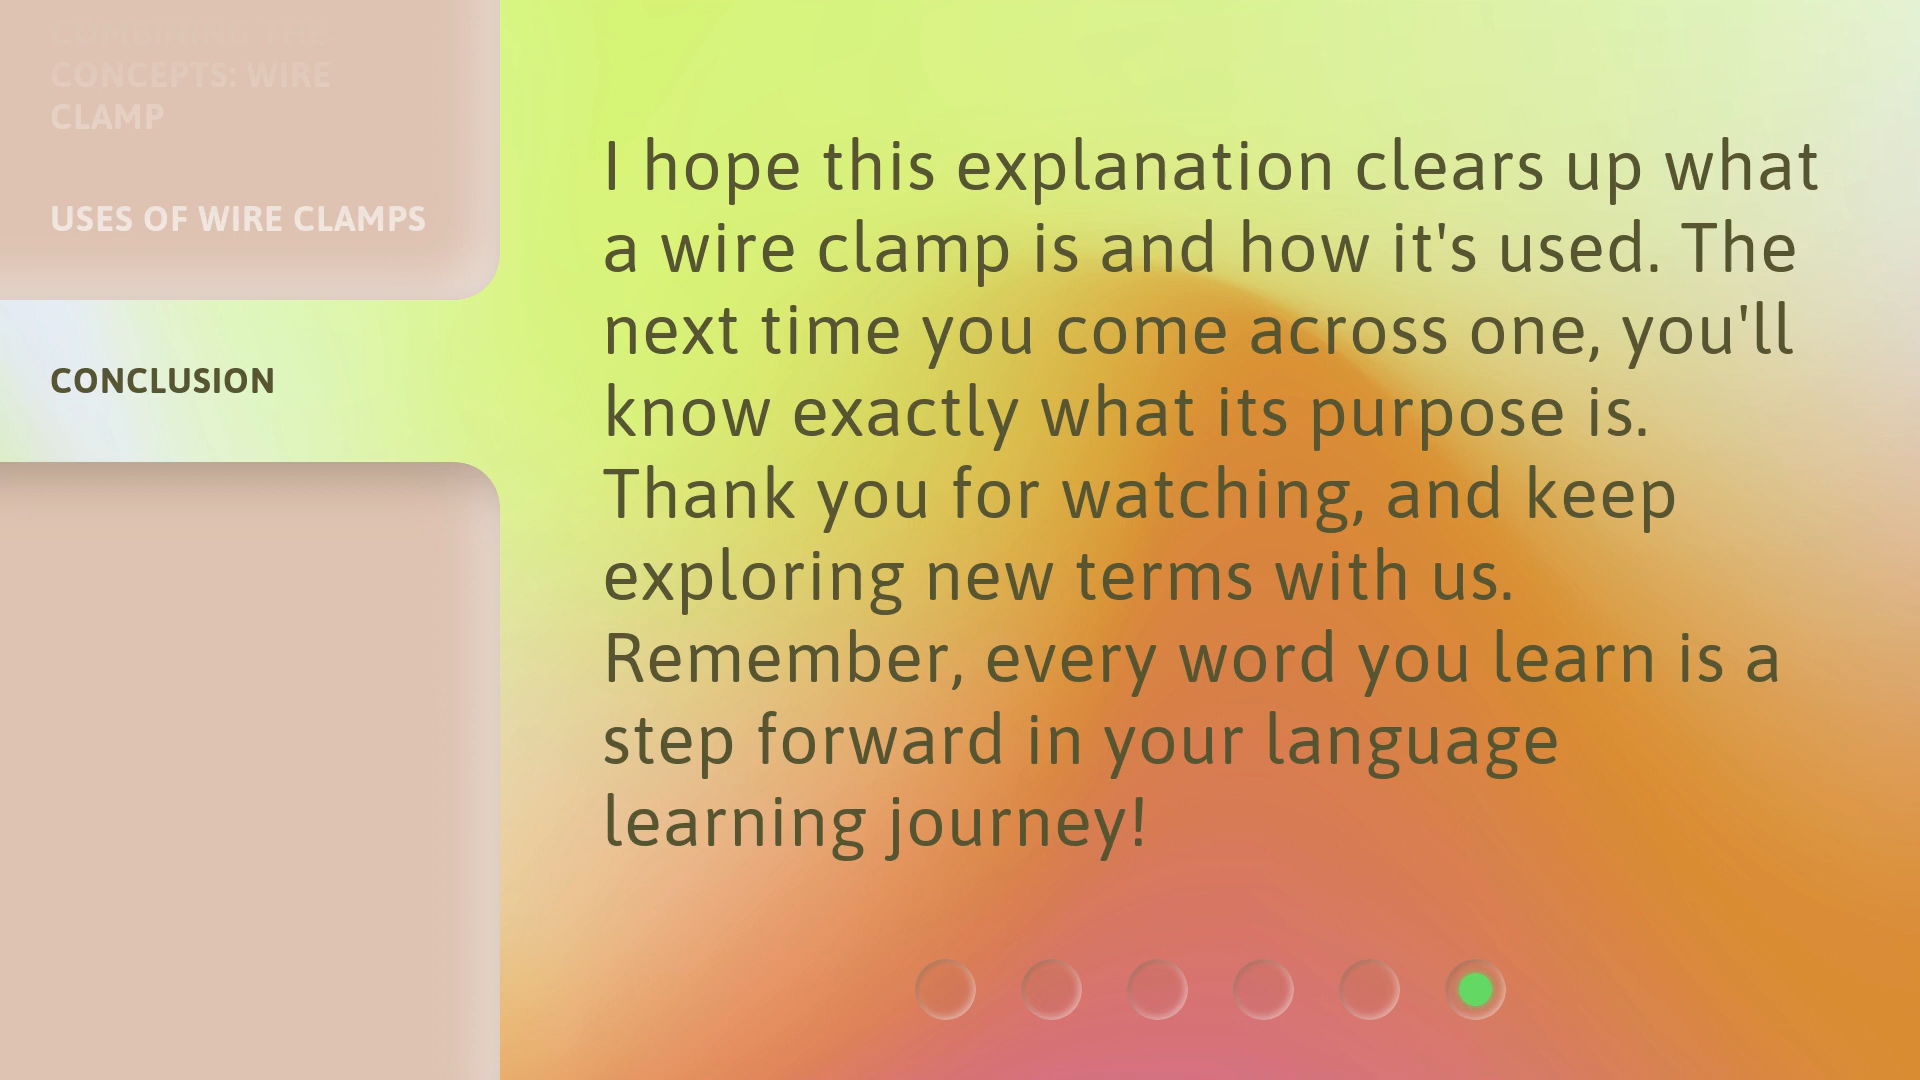 COMBINING THE
CONCEPTS: WIRE
CLAMP
USES OF WIRE CLAMPS
CONCLUSION
I hope this explanation clears up what
a wire clamp is and how it's used. The
next time you come across one, you'll
know exactly what its purpose is.
Thank you for watching, and keep
exploring new terms with us.
Remember, every word you learn is a
step forward in your language
learning journey!